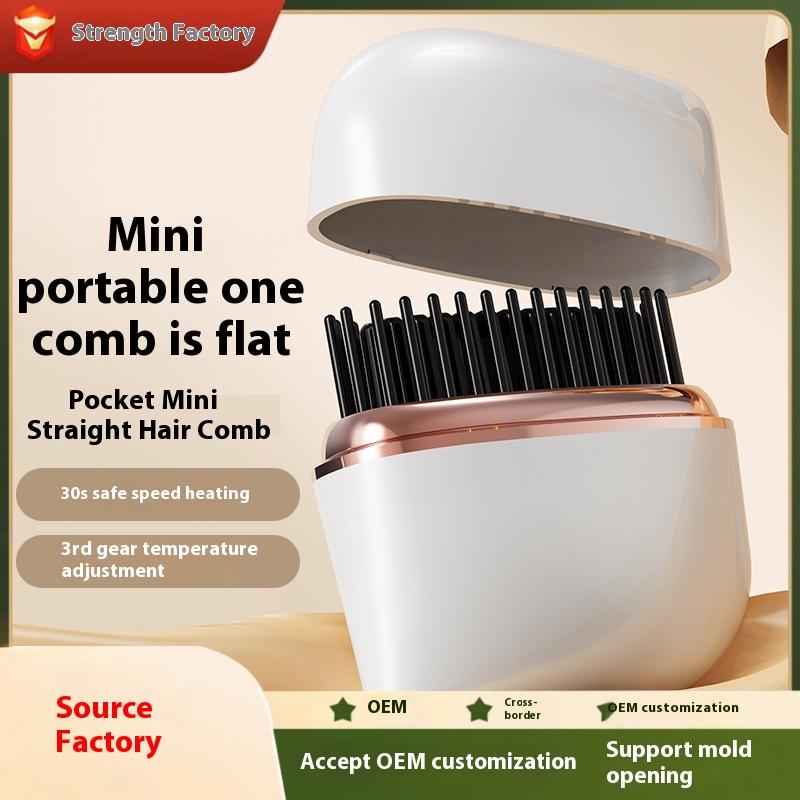 Strength Factory
Mini
portable one
comb is flat
Pocket Mini
Straight Hair Comb
30s safe speed heating
3rd gear temperature
adjustment
Source
Factory
OEM
Cross-
border
OEM customization
Accept OEM customization
Support mold
opening